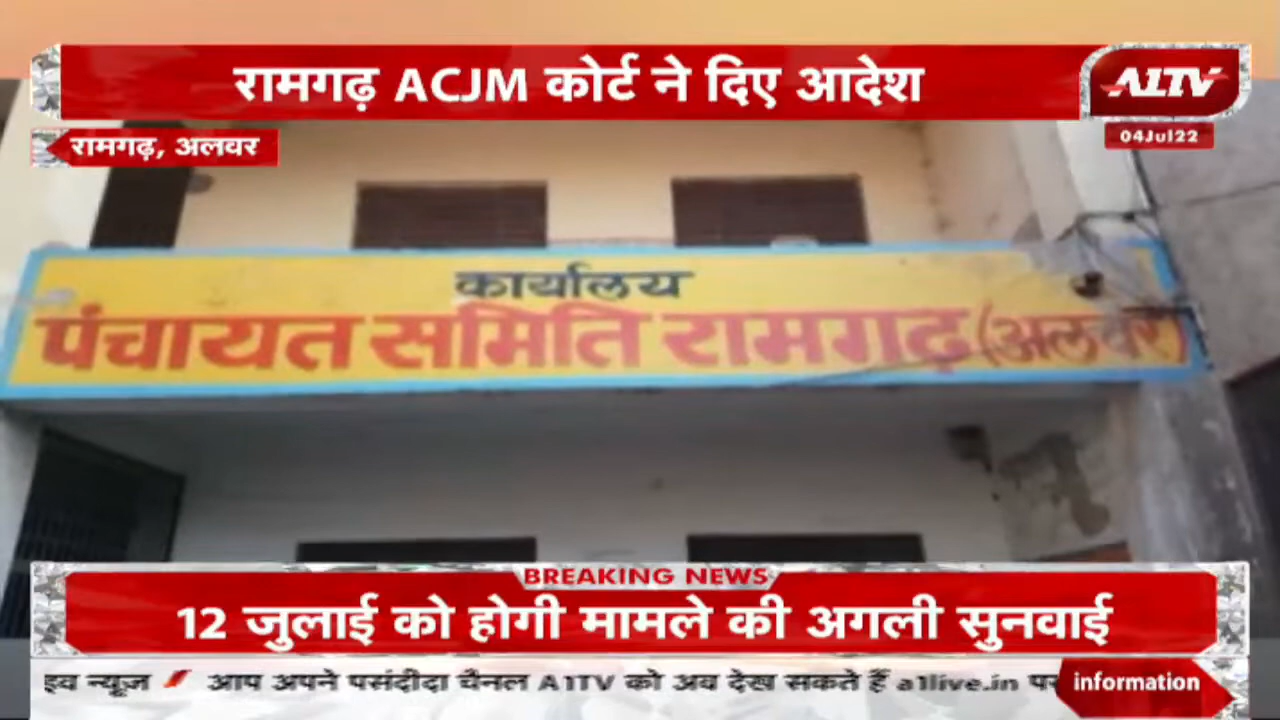 रामगढ़ ACJM कोर्ट ने दिए आदेश
A1TV
रामगढ़, अलवर
04Jul22
कार्यालय
पंचायत समिति रामगढ़ (अलवर)
BREAKING NEWS
12 जुलाई को होगी मामले की अगली सुनवाई
इव न्यूज़ आप अपने पसंदीदा चैनल A1TV को अब देख सकते हैं a1live.in पर
information